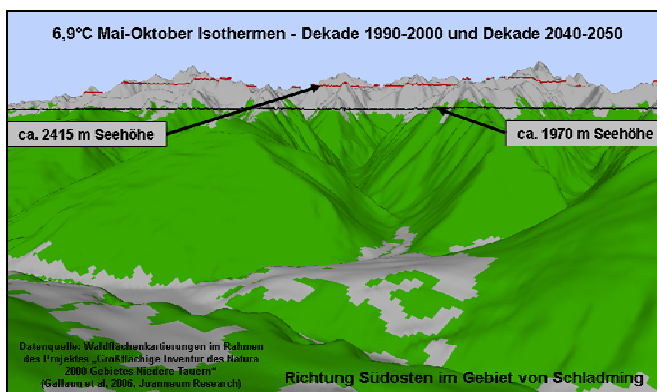 6,9°C Mai-Oktober Isothermen - Dekade 1990-2000 und Dekade 2040-2050
ca. 2415 m Seehöhe
ca. 1970 m Seehöhe
Datenquelle: Waldflächenkartierungen im Rahmen
des Projektes „Großflächige Inventur des Natura
2000 Gebietes Niedere Tauern“
(Gallaun et al, 2006, Joanneum Research)
Richtung Südosten im Gebiet von Schladming